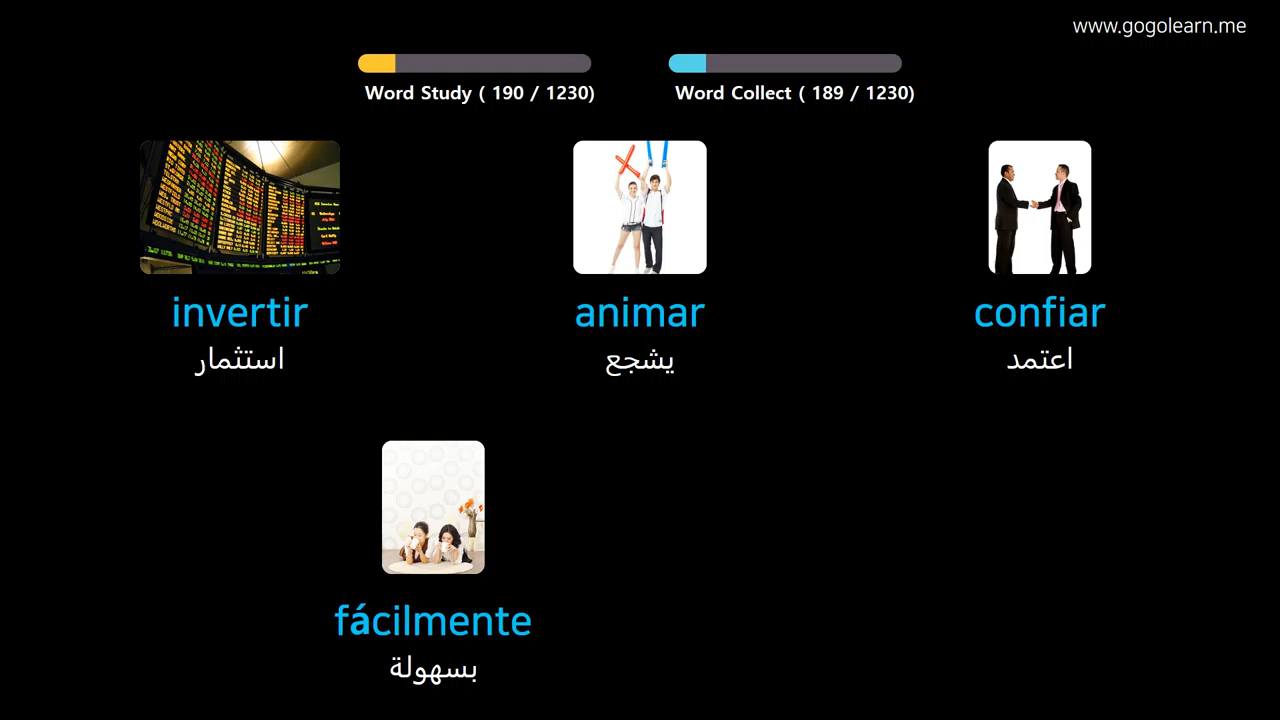 www.gogolearn.me
Word Study ( 190 / 1230)
Word Collect ( 189 / 1230)
invertir
animar
confiar
استثمار
يشجع
اعتمد
fácilmente
بسهولة